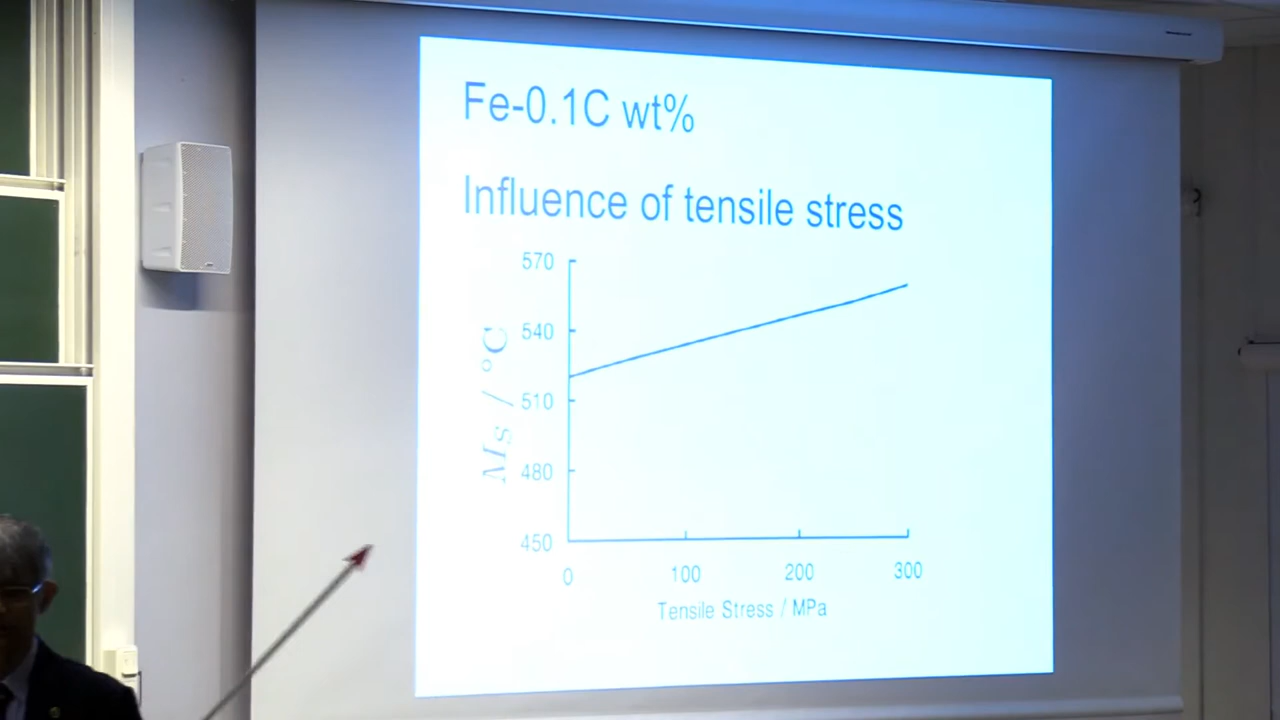 Fe-0.1C wt%
Influence of tensile stress
570
540
510
480
450
Ms / °C
0 100 200 300
Tensile Stress / MPa